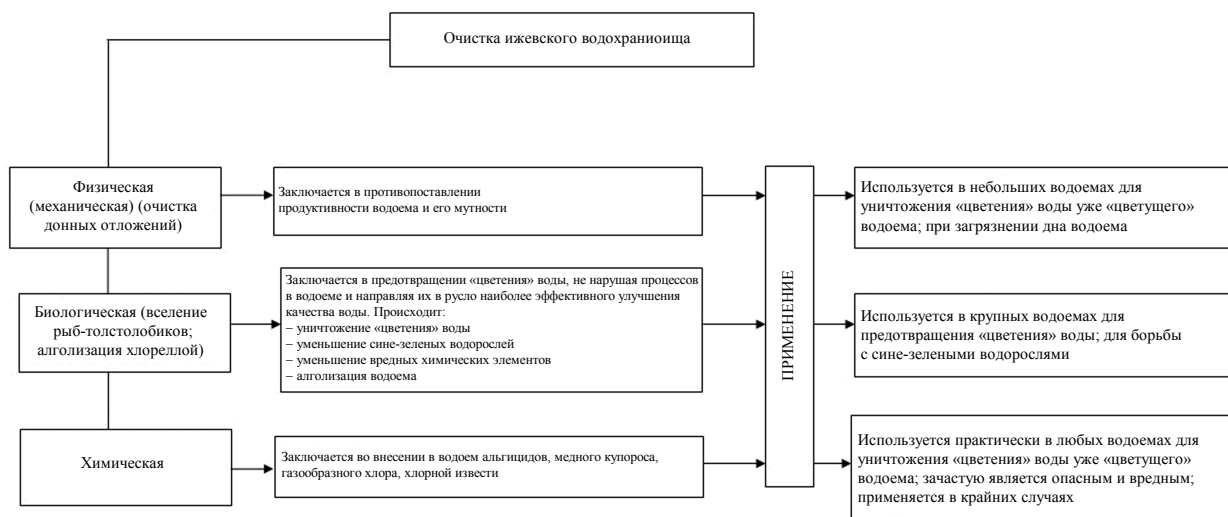 Очистка ижевского водохраниоища
Физическая
(механическая) (очистка
донных отложений)
Заключается в противопоставлении
продуктивности водоема и его мутности
Используется в небольших водоемах для
уничтожения «цветения» воды уже «цветущего»
водоема; при загрязнении дна водоема
Биологическая (вселение
рыб-толстолобиков;
алголизация хлореллой)
Заключается в предотвращении «цветения» воды, не нарушая процессов
в водоеме и направляя их в русло наиболее эффективного улучшения
качества воды. Происходит:
– уничтожение «цветения» воды
– уменьшение сине-зеленых водорослей
– уменьшение вредных химических элементов
– алголизация водоема
ПРИМЕНЕНИЕ
Используется в крупных водоемах для
предотвращения «цветения» воды; для борьбы
с сине-зелеными водорослями
Химическая
Заключается во внесении в водоем альгицидов, медного купороса,
газообразного хлора, хлорной извести
Используется практически в любых водоемах для
уничтожения «цветения» воды уже «цветущего»
водоема; зачастую является опасным и вредным;
применяется в крайних случаях